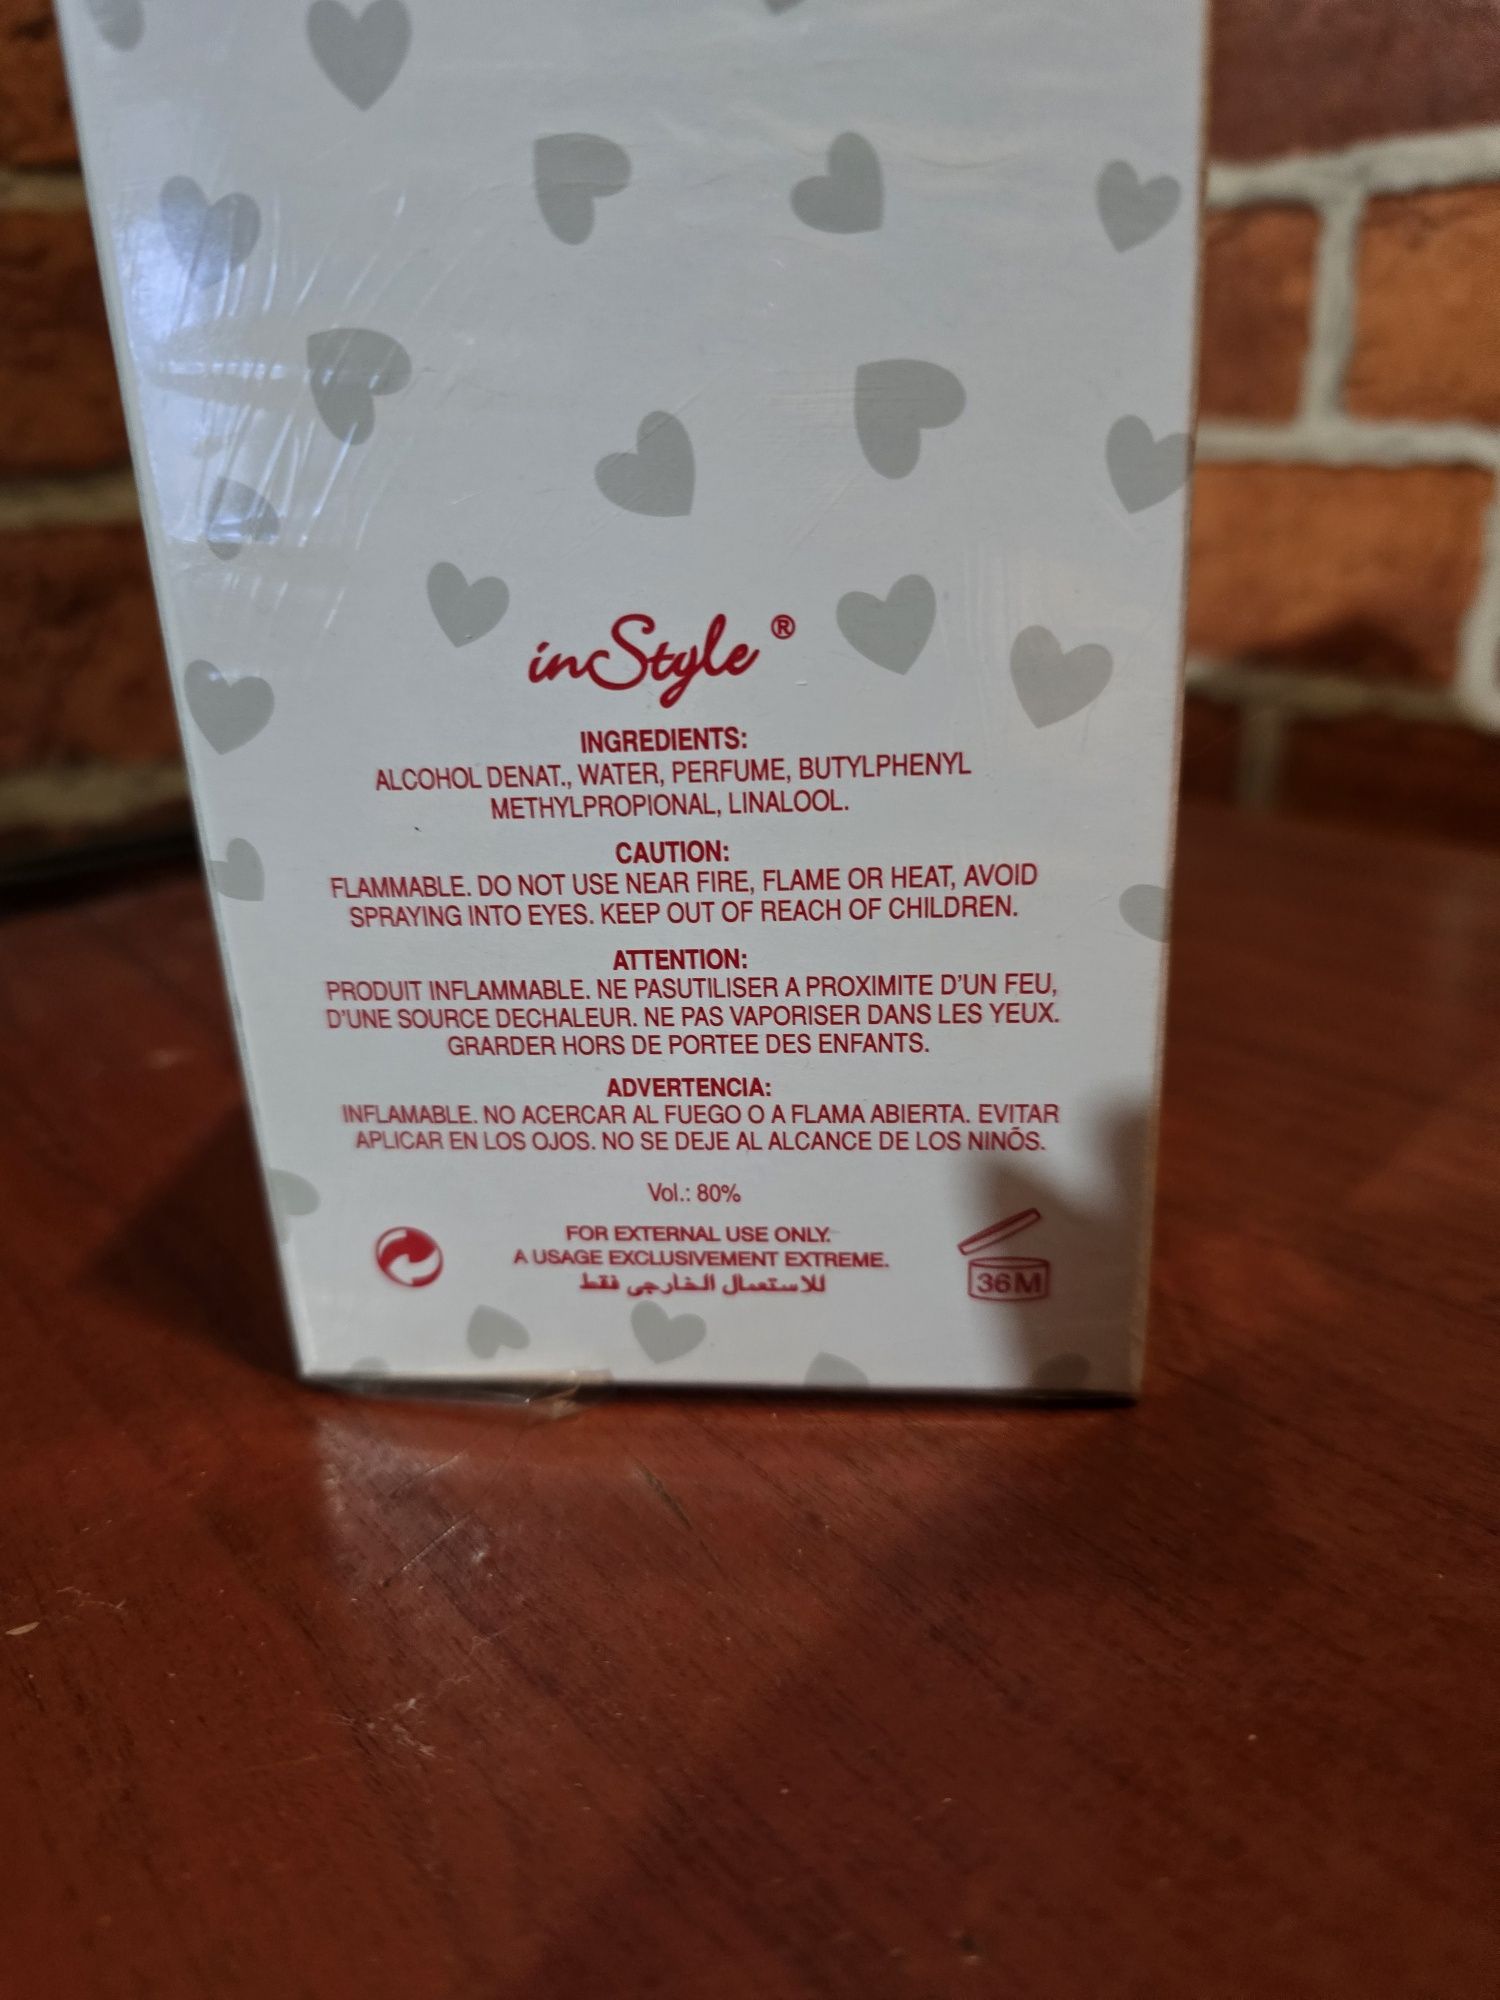 inStyle ®
INGREDIENTS:
ALCOHOL DENAT., WATER, PERFUME, BUTYLPHENYL
METHYLPROPIONAL, LINALOOL.
CAUTION:
FLAMMABLE. DO NOT USE NEAR FIRE, FLAME OR HEAT, AVOID
SPRAYING INTO EYES. KEEP OUT OF REACH OF CHILDREN.
ATTENTION:
PRODUIT INFLAMMABLE. NE PASUTILISER A PROXIMITE D'UN FEU,
D'UNE SOURCE DECHALEUR. NE PAS VAPORISER DANS LES YEUX.
GRARDER HORS DE PORTEE DES ENFANTS.
ADVERTENCIA:
INFLAMABLE. NO ACERCAR AL FUEGO O A FLAMA ABIERTA. EVITAR
APLICAR EN LOS OJOS. NO SE DEJE AL ALCANCE DE LOS NINÕS.
Vol.: 80%
FOR EXTERNAL USE ONLY.
A USAGE EXCLUSIVEMENT EXTREME.
للاستعمال الخارجى فقط
36M